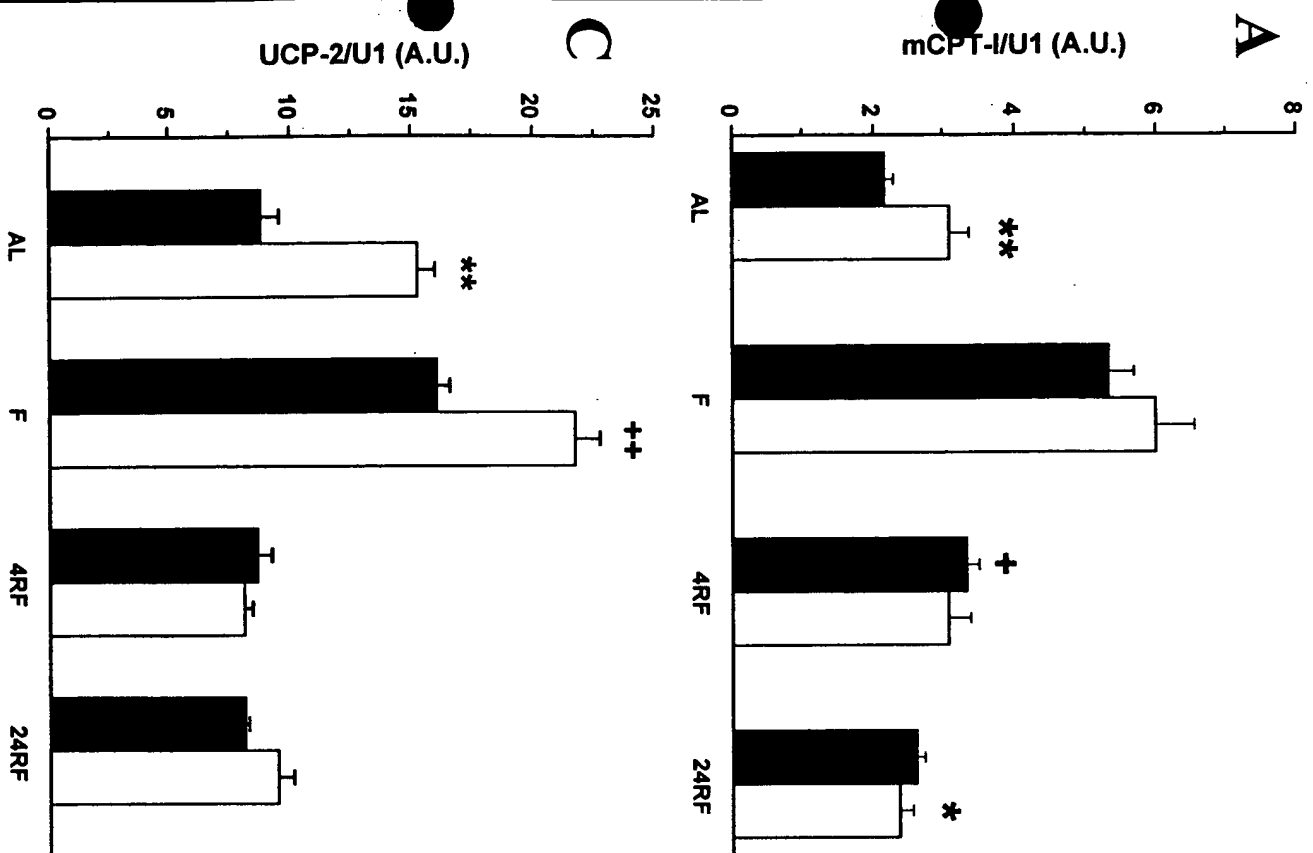 A
mCPT-I/U1 (A.U.)
8
6
4
2
0
**
+
*
AL
F
4RF
24RF
C
UCP-2/U1 (A.U.)
25
20
15
10
5
0
**
++
AL
F
4RF
24RF